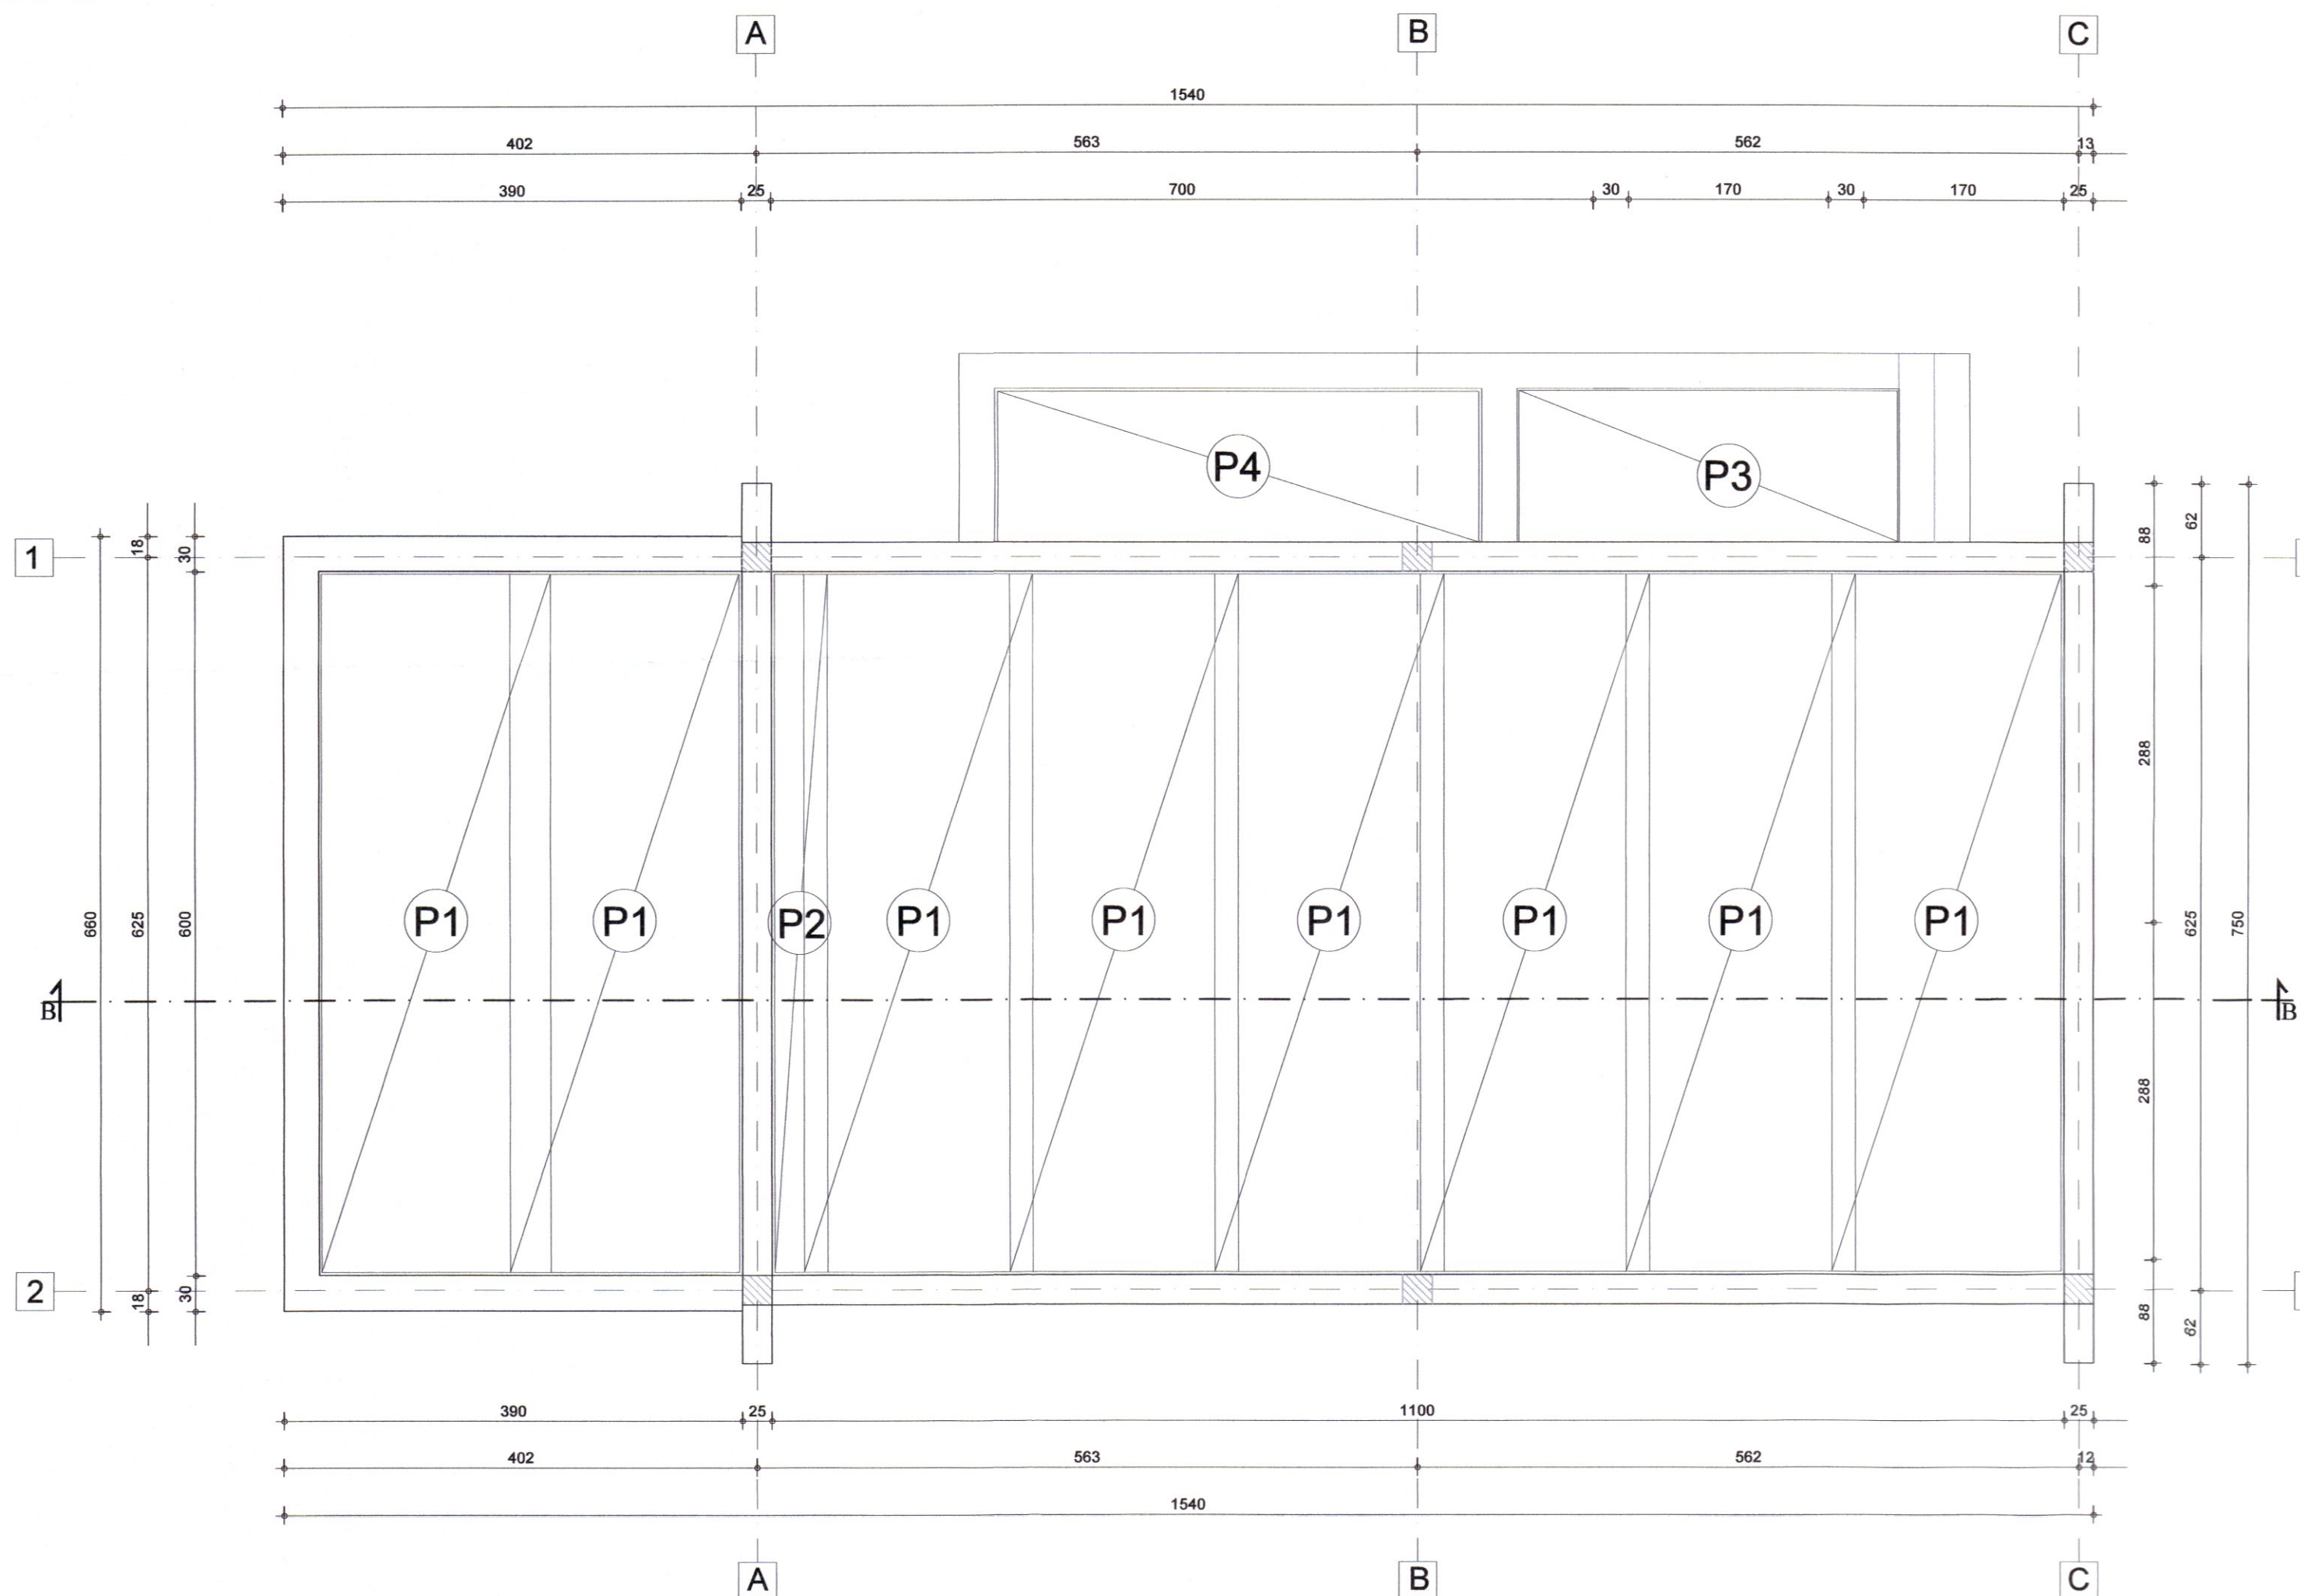 A B C
1540
402 563 562 13
390 25 700 30 170 30 170 25
P4 P3
1
18 30
88 62
288
660 625 600
P1 P1 P2 P1 P1 P1 P1 P1 P1
625 750
B B
288
2
18 30
88 62
390 25 1100 25
402 563 562 12
1540
A B C